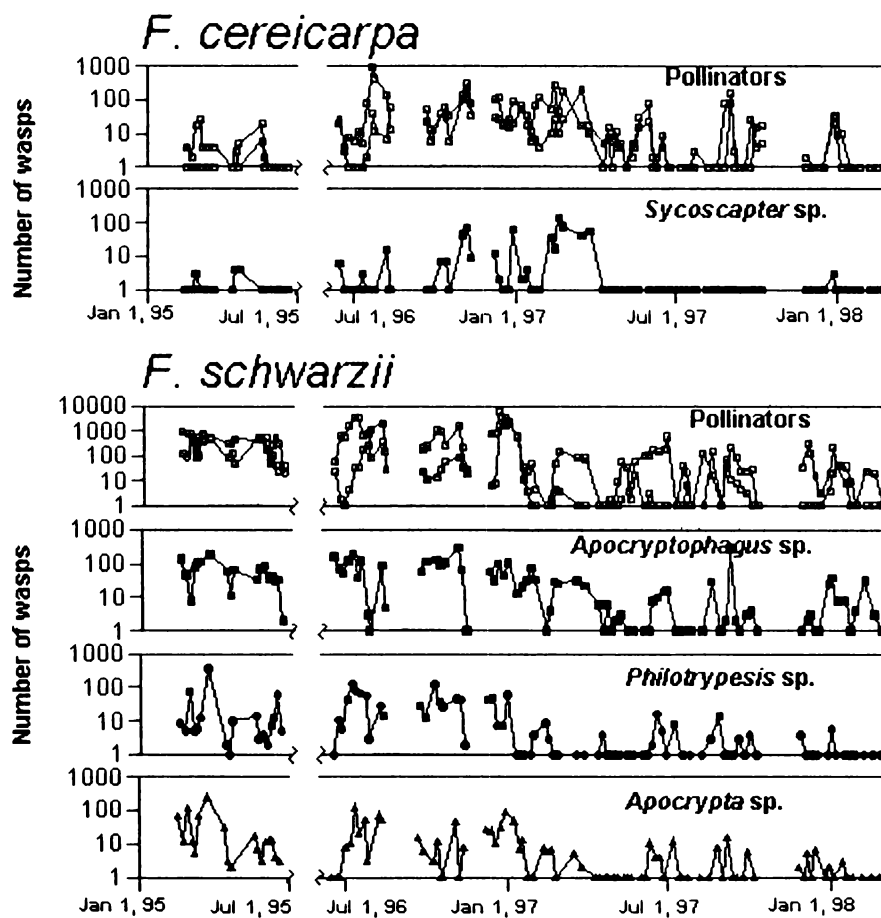 F. cereicarpa
1000
Pollinators
100
10
1
1000
Sycoscapter sp.
100
10
1
Number of wasps
Jan 1, 95
Jul 1, 95
Jul 1, 96
Jan 1, 97
Jul 1, 97
Jan 1, 98
F. schwarzii
10000
Pollinators
1000
100
10
1
1000
Apocryptophagus sp.
100
10
1
1000
Philotrypesis sp.
100
10
1
1000
Apocrypta sp.
100
10
1
Number of wasps
Jan 1, 95
Jul 1, 95
Jul 1, 96
Jan 1, 97
Jul 1, 97
Jan 1, 98